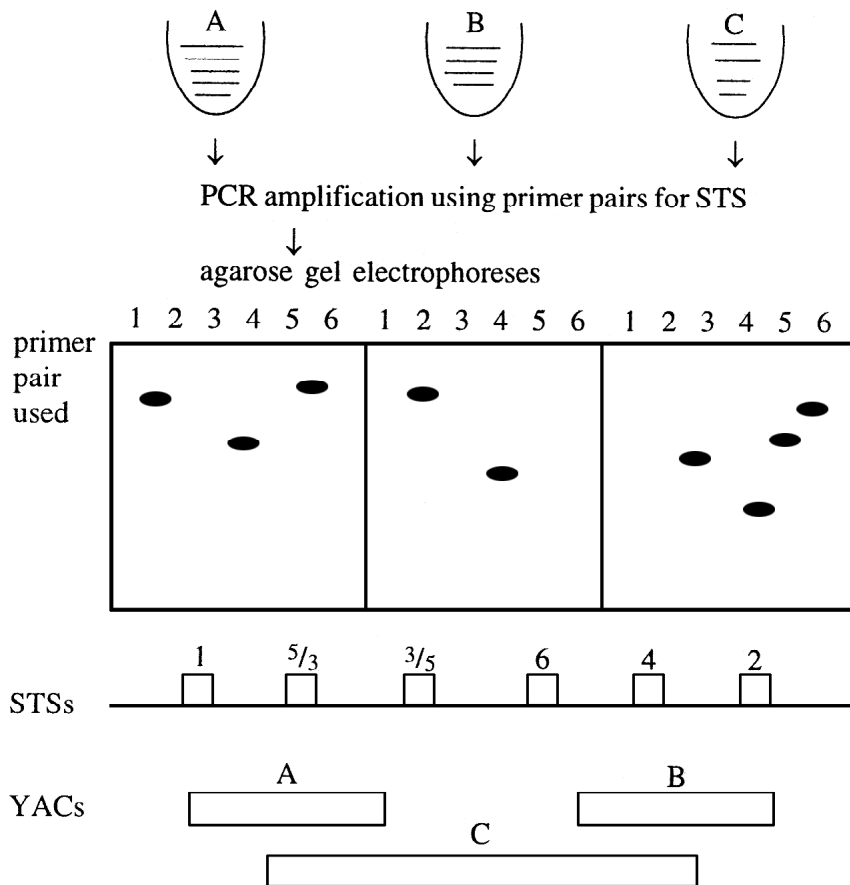 A B C
PCR amplification using primer pairs for STS
agarose gel electrophoreses
1 2 3 4 5 6 1 2 3 4 5 6 1 2 3 4 5 6
primer
pair
used
1 5/3 3/5 6 4 2
STSs
A B
YACs
C